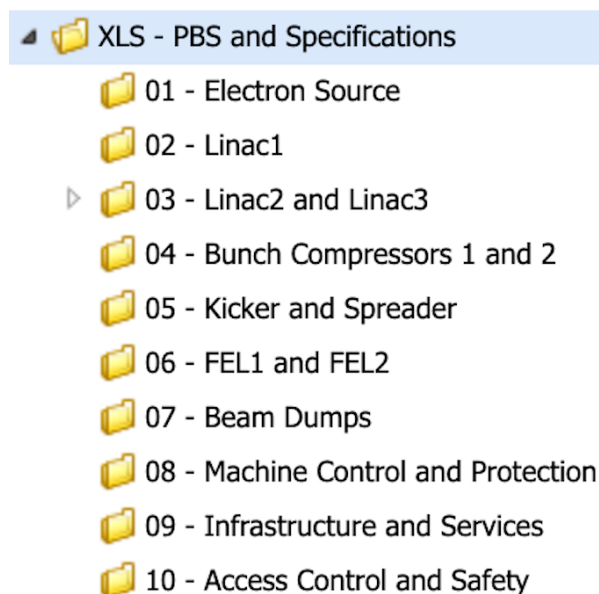 XLS - PBS and Specifications
01 - Electron Source
02 - Linac1
03 - Linac2 and Linac3
04 - Bunch Compressors 1 and 2
05 - Kicker and Spreader
06 - FEL1 and FEL2
07 - Beam Dumps
08 - Machine Control and Protection
09 - Infrastructure and Services
10 - Access Control and Safety